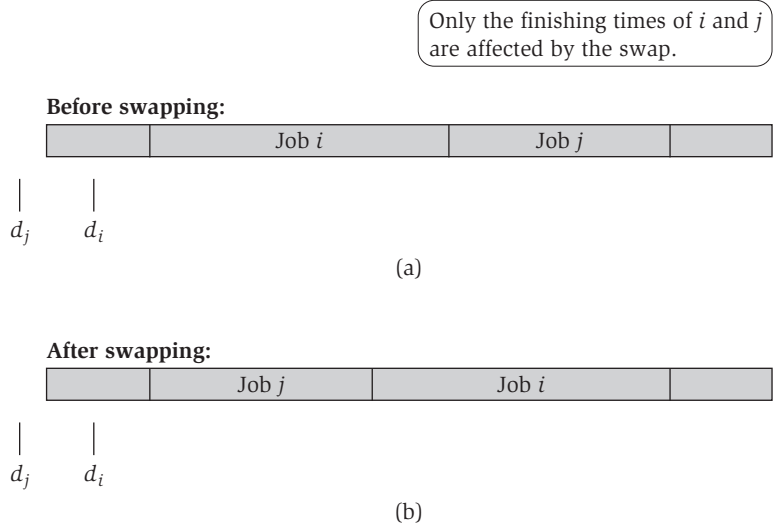 Only the finishing times of i and j
are affected by the swap.
Before swapping:
Job i Job j
d_j d_i
(a)
After swapping:
Job j Job i
d_j d_i
(b)